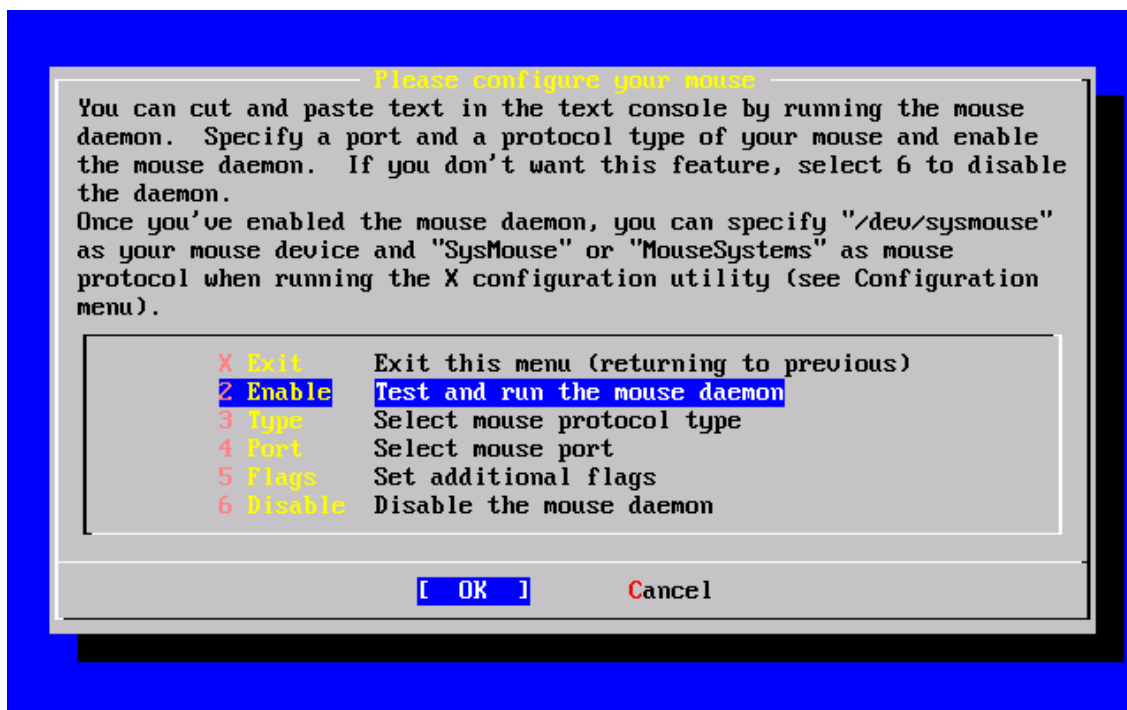 Please configure your mouse
You can cut and paste text in the text console by running the mouse
daemon.  Specify a port and a protocol type of your mouse and enable
the mouse daemon.  If you don't want this feature, select 6 to disable
the daemon.
Once you've enabled the mouse daemon, you can specify "/dev/sysmouse"
as your mouse device and "SysMouse" or "MouseSystems" as mouse
protocol when running the X configuration utility (see Configuration
menu).
X Exit     Exit this menu (returning to previous)
2 Enable   Test and run the mouse daemon
3 Type     Select mouse protocol type
4 Port     Select mouse port
5 Flags    Set additional flags
6 Disable  Disable the mouse daemon
[  OK  ]       Cancel